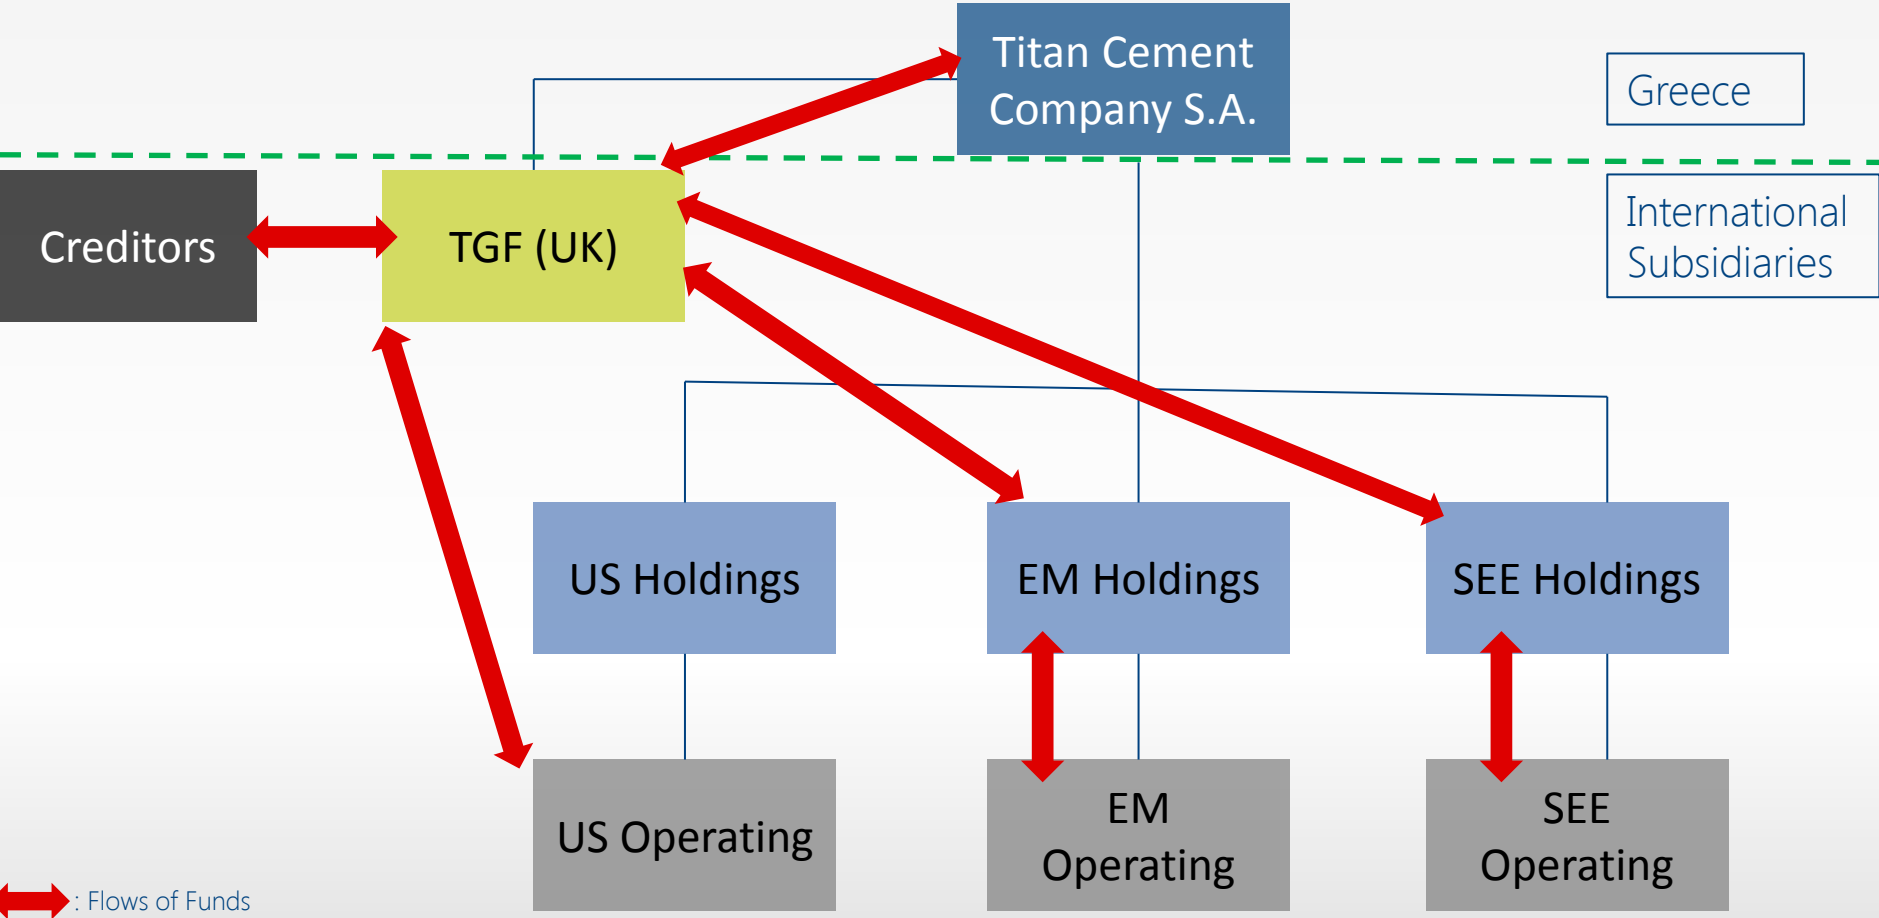 Titan Cement
Company S.A.
Greece
Creditors
TGF (UK)
International
Subsidiaries
US Holdings
EM Holdings
SEE Holdings
US Operating
EM
Operating
SEE
Operating
: Flows of Funds